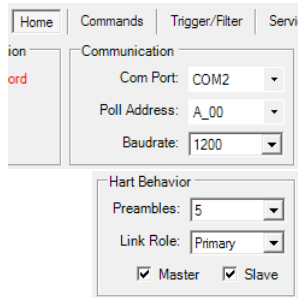 Home Commands Trigger/Filter Servi
ion Communication
ord Com Port: COM2
Poll Address: A_00
Baudrate: 1200
Hart Behavior
Preambles: 5
Link Role: Primary
Master Slave